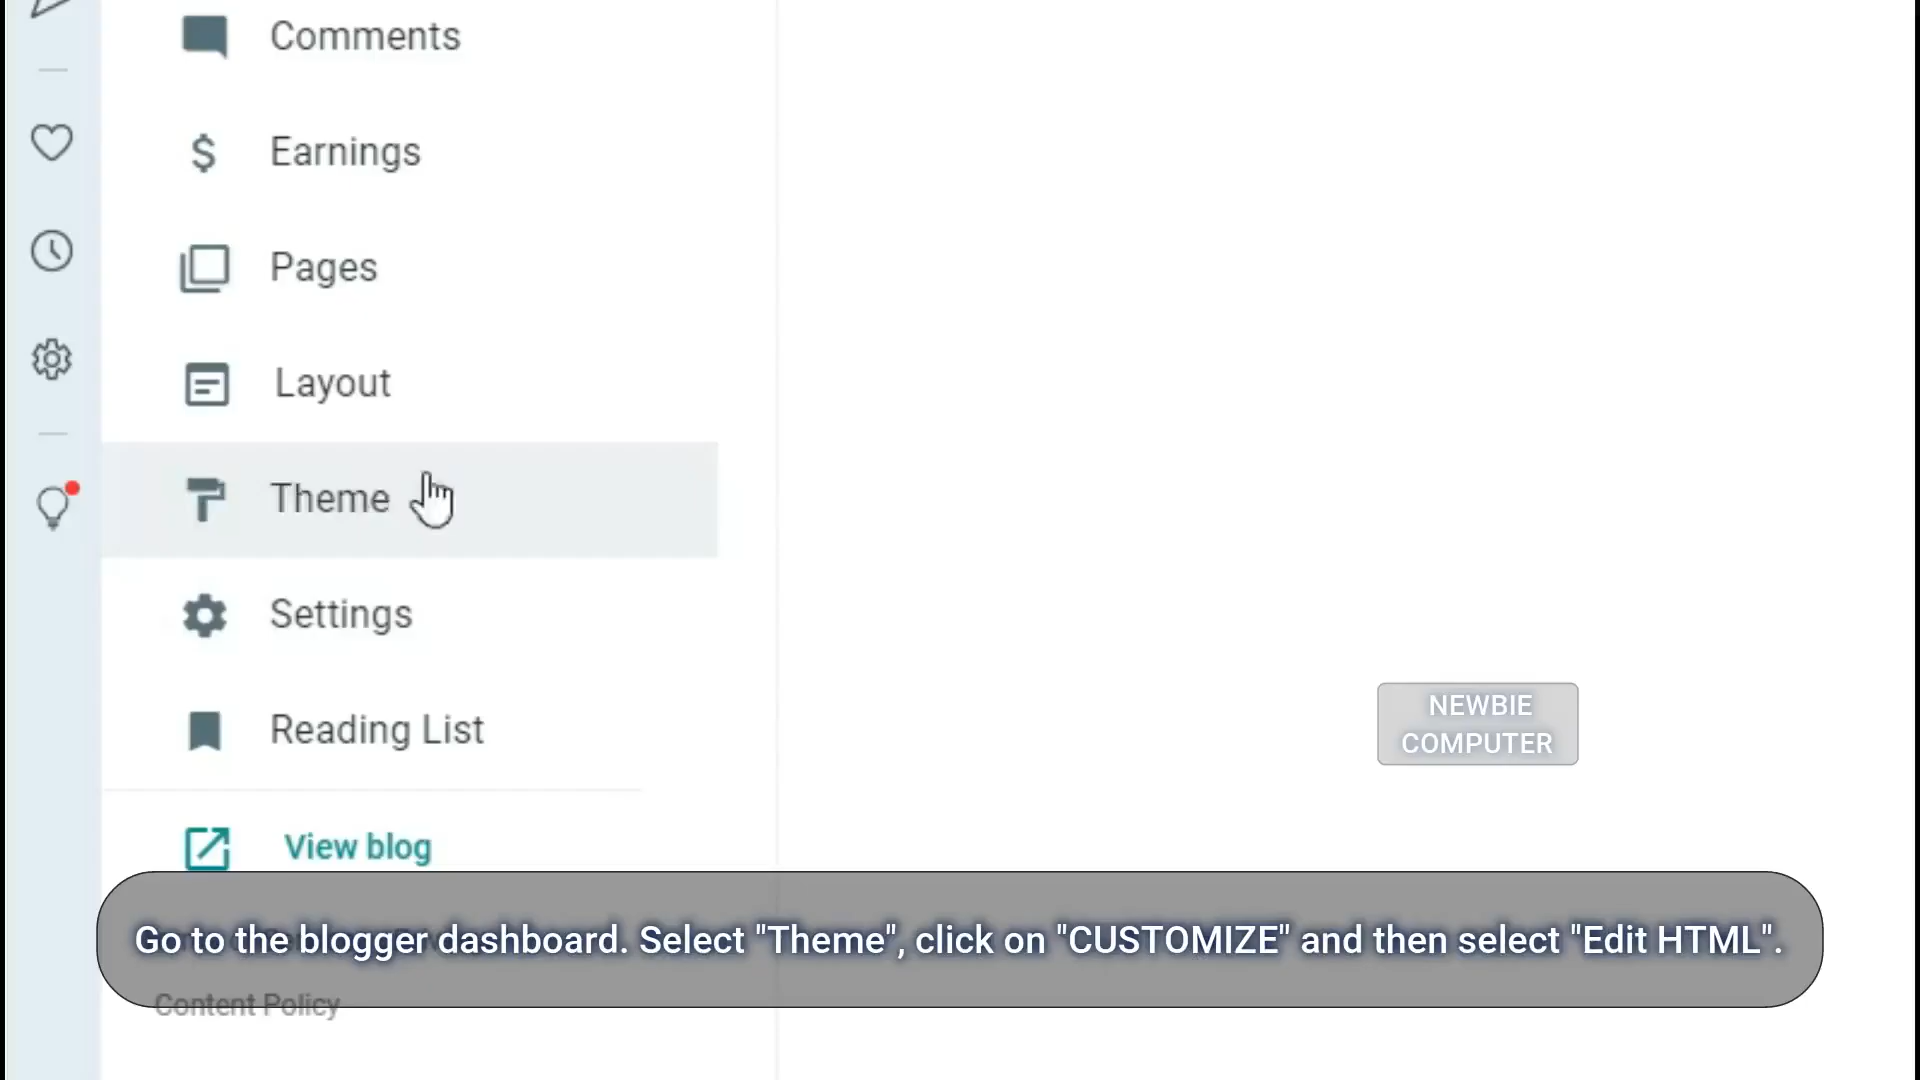 Comments
Earnings
Pages
Layout
Theme
Settings
Reading List
NEWBIE
COMPUTER
View blog
Go to the blogger dashboard. Select "Theme", click on "CUSTOMIZE" and then select "Edit HTML".
Content Policy